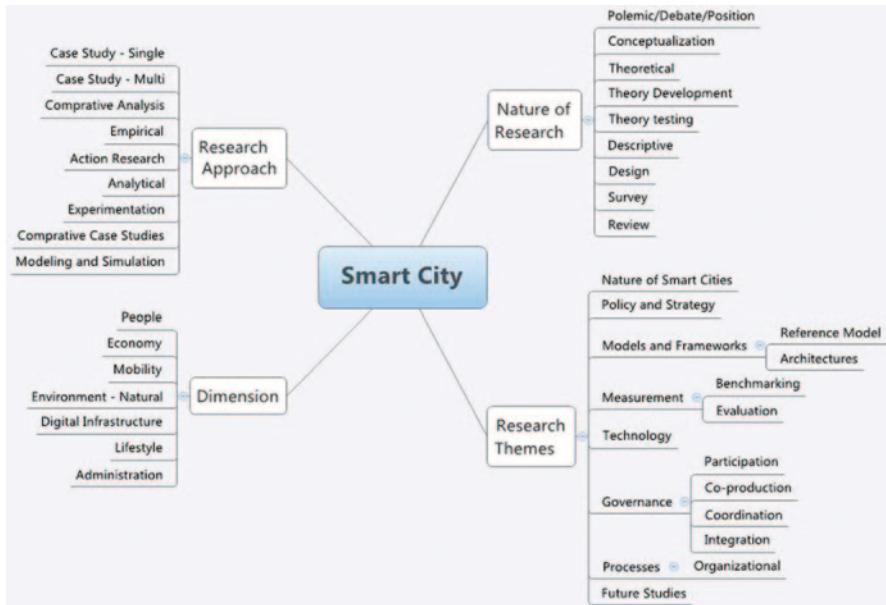 Smart City
Research
Approach
Case Study - Single
Case Study - Multi
Comprative Analysis
Empirical
Action Research
Analytical
Experimentation
Comprative Case Studies
Modeling and Simulation
Dimension
People
Economy
Mobility
Environment - Natural
Digital Infrastructure
Lifestyle
Administration
Nature of
Research
Polemic/Debate/Position
Conceptualization
Theoretical
Theory Development
Theory testing
Descriptive
Design
Survey
Review
Research
Themes
Nature of Smart Cities
Policy and Strategy
Models and Frameworks
Reference Model
Architectures
Measurement
Benchmarking
Evaluation
Technology
Governance
Participation
Co-production
Coordination
Integration
Processes
Organizational
Future Studies